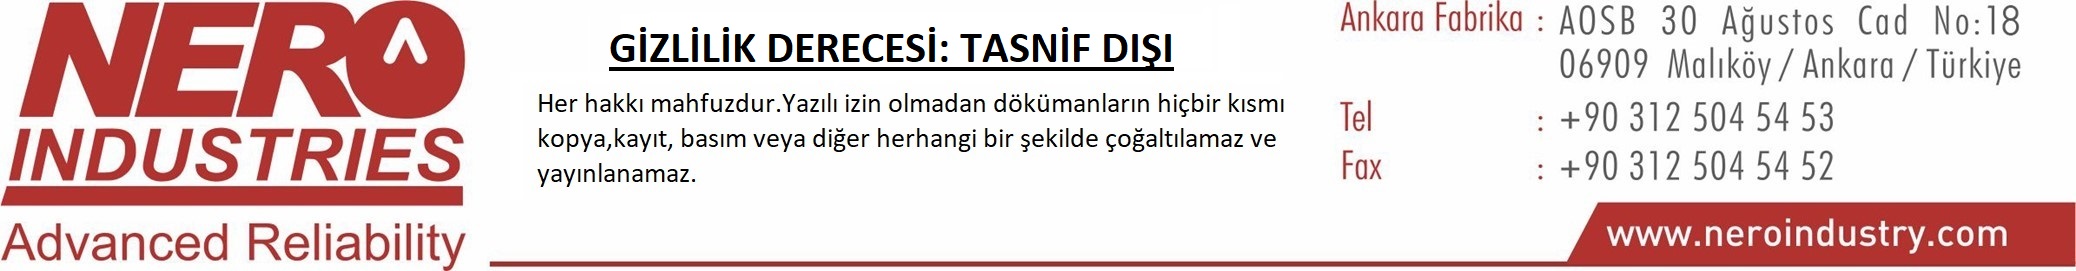 NERO
INDUSTRIES
Advanced Reliability
GİZLİLİK DERECESİ: TASNİF DIŞI
Her hakkı mahfuzdur.Yazılı izin olmadan dökümanların hiçbir kısmı
kopya,kayıt, basım veya diğer herhangi bir şekilde çoğaltılamaz ve
yayınlanamaz.
Ankara Fabrika : AOSB 30 Ağustos Cad No:18
06909 Malıköy / Ankara / Türkiye
Tel : +90 312 504 54 53
Fax : +90 312 504 54 52
www.neroindustry.com